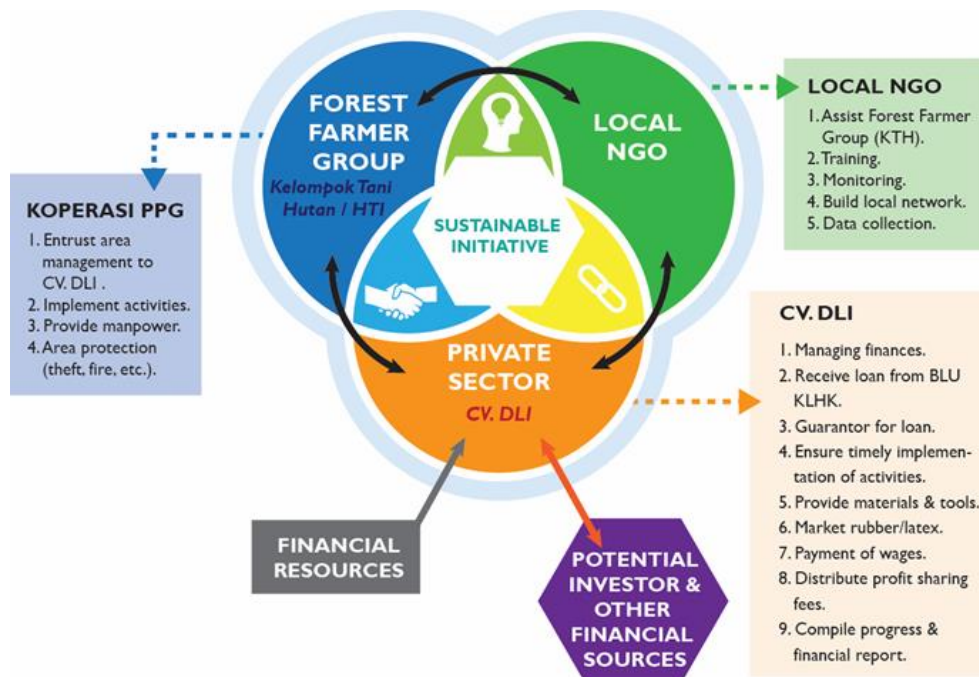 FOREST
FARMER
GROUP
Kelompok Tani
Hutan / HTI
LOCAL
NGO
SUSTAINABLE
INITIATIVE
PRIVATE
SECTOR
CV. DLI
FINANCIAL
RESOURCES
POTENTIAL
INVESTOR &
OTHER
FINANCIAL
SOURCES
KOPERASI PPG
1. Entrust area
management to
CV. DLI .
2. Implement activities.
3. Provide manpower.
4. Area protection
(theft, fire, etc.).
LOCAL NGO
1. Assist Forest Farmer
Group (KTH).
2. Training.
3. Monitoring.
4. Build local network.
5. Data collection.
CV. DLI
1. Managing finances.
2. Receive loan from BLU
KLHK.
3. Guarantor for loan.
4. Ensure timely implemen-
tation of activities.
5. Provide materials & tools.
6. Market rubber/latex.
7. Payment of wages.
8. Distribute profit sharing
fees.
9. Compile progress &
financial report.